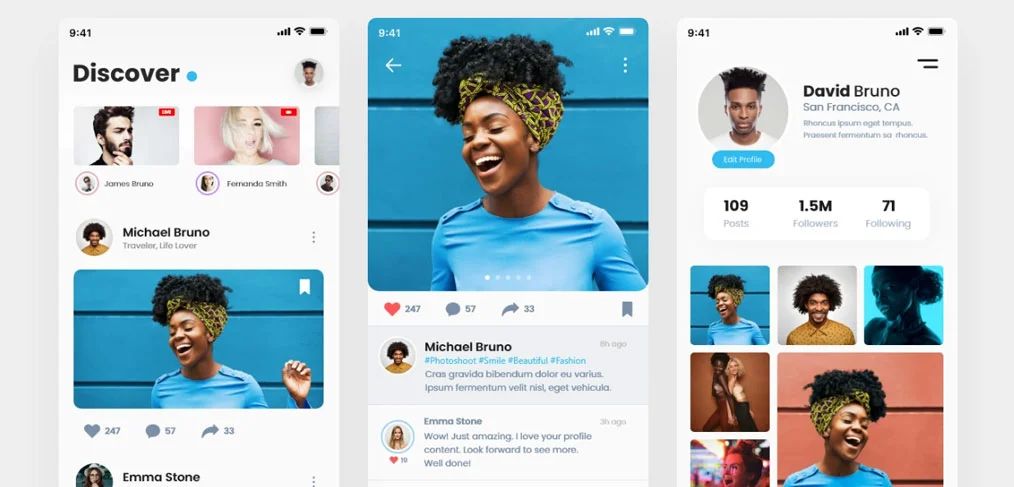 9:41
Discover
LIVE
James Bruno
Fernanda Smith
Michael Bruno
Traveler, Life Lover
247
57
33
Emma Stone
9:41
247
57
33
Michael Bruno
8h ago
#Photoshoot #Smile #Beautiful #Fashion
Cras gravida bibendum dolor eu varius.
Ipsum fermentum velit nisl, eget vehicula.
Emma Stone
3h ago
Wow! Just amazing. I love your profile
content. Look forward to see more.
Well done!
10
9:41
David Bruno
San Francisco, CA
Rhoncus ipsum eget tempus.
Praesent fermentum sa rhoncus.
Edit Profile
109
1.5M
71
Posts
Followers
Following